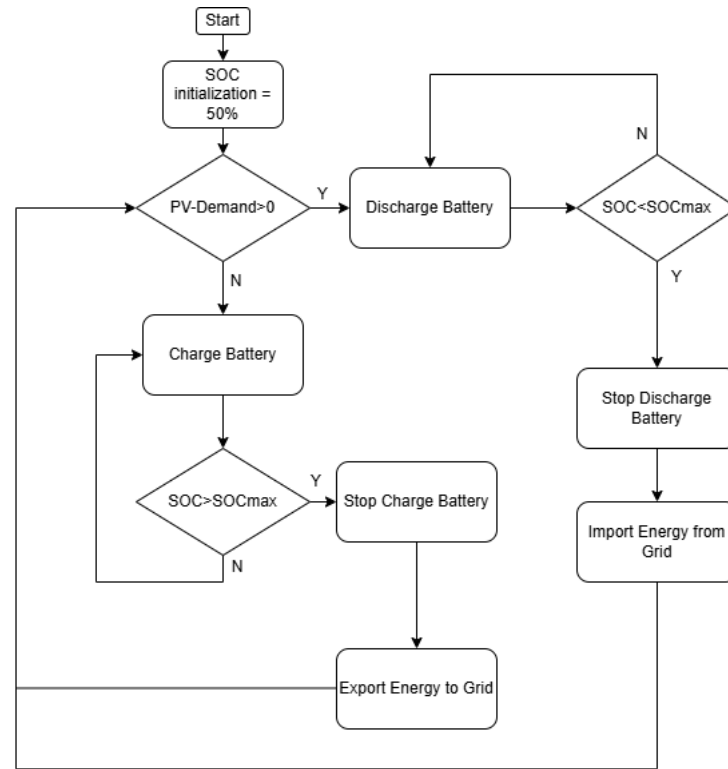 Start
SOC
initialization =
50%
PV-Demand>0
Y
Discharge Battery
SOC<SOCmax
N
Y
N
Charge Battery
Stop Discharge
Battery
SOC>SOCmax
Y
Stop Charge Battery
N
Import Energy from
Grid
Export Energy to Grid